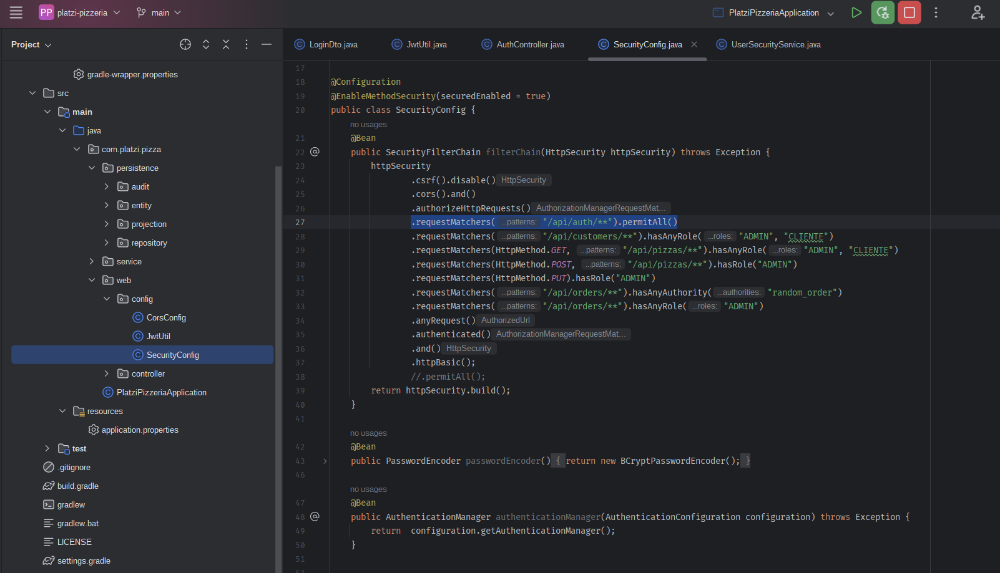 PP platzi-pizzeria main PlatziPizzeriaApplication
Project
gradle-wrapper.properties
src
main
java
com.platzi.pizza
persistence
audit
entity
projection
repository
service
web
config
CorsConfig
JwtUtil
SecurityConfig
controller
PlatziPizzeriaApplication
resources
application.properties
test
.gitignore
build.gradle
gradlew
gradlew.bat
LICENSE
settings.gradle
LoginDto.java JwtUtil.java AuthController.java SecurityConfig.java UserSecurityService.java
17
18 @Configuration
19 @EnableMethodSecurity(securedEnabled = true)
20 public class SecurityConfig {
no usages
21 @Bean
22 public SecurityFilterChain filterChain(HttpSecurity httpSecurity) throws Exception {
23 httpSecurity
24 .csrf().disable() HttpSecurity
25 .cors().and()
26 .authorizeHttpRequests() AuthorizationManagerRequestMat...
27 .requestMatchers( ...patterns: "/api/auth/**").permitAll()
28 .requestMatchers( ...patterns: "/api/customers/**").hasAnyRole( ...roles: "ADMIN", "CLIENTE")
29 .requestMatchers(HttpMethod.GET, ...patterns: "/api/pizzas/**").hasAnyRole( ...roles: "ADMIN", "CLIENTE")
30 .requestMatchers(HttpMethod.POST, ...patterns: "/api/pizzas/**").hasRole("ADMIN")
31 .requestMatchers(HttpMethod.PUT).hasRole("ADMIN")
32 .requestMatchers( ...patterns: "/api/orders/**").hasAnyAuthority( ...authorities: "random_order")
33 .requestMatchers( ...patterns: "/api/orders/**").hasAnyRole( ...roles: "ADMIN")
34 .anyRequest() AuthorizedUrl
35 .authenticated() AuthorizationManagerRequestMat...
36 .and() HttpSecurity
37 .httpBasic();
38 //.permitAll();
39 return httpSecurity.build();
40 }
41
no usages
42 @Bean
43 public PasswordEncoder passwordEncoder() { return new BCryptPasswordEncoder(); }
46
no usages
47 @Bean
48 public AuthenticationManager authenticationManager(AuthenticationConfiguration configuration) throws Exception {
49 return configuration.getAuthenticationManager();
50 }
51